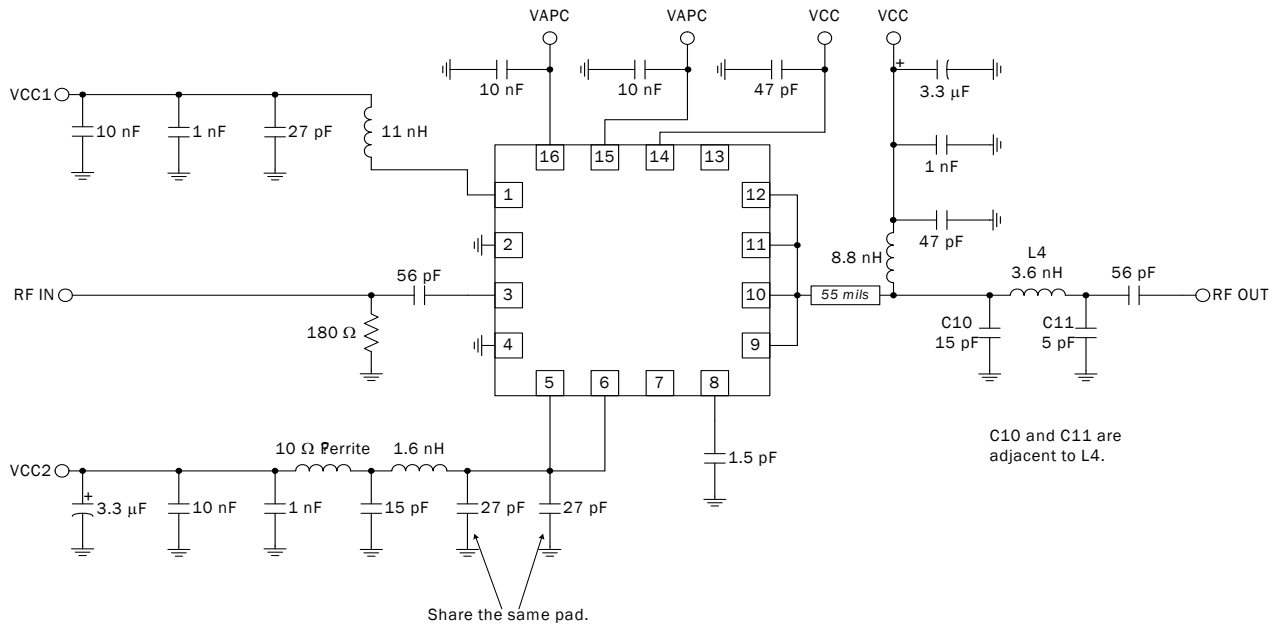 VAPC
VAPC
VCC
VCC
10 nF
10 nF
47 pF
+
3.3 µF
VCC1
10 nF
1 nF
27 pF
11 nH
1 nF
47 pF
8.8 nH
16
15
14
13
1
2
3
4
12
11
10
9
5
6
7
8
RF IN
56 pF
180 Ω
55 mils
L4
3.6 nH
56 pF
RF OUT
C10
15 pF
C11
5 pF
C10 and C11 are
adjacent to L4.
VCC2
10 Ω Ferrite
1.6 nH
+
3.3 µF
10 nF
1 nF
15 pF
27 pF
27 pF
1.5 pF
Share the same pad.